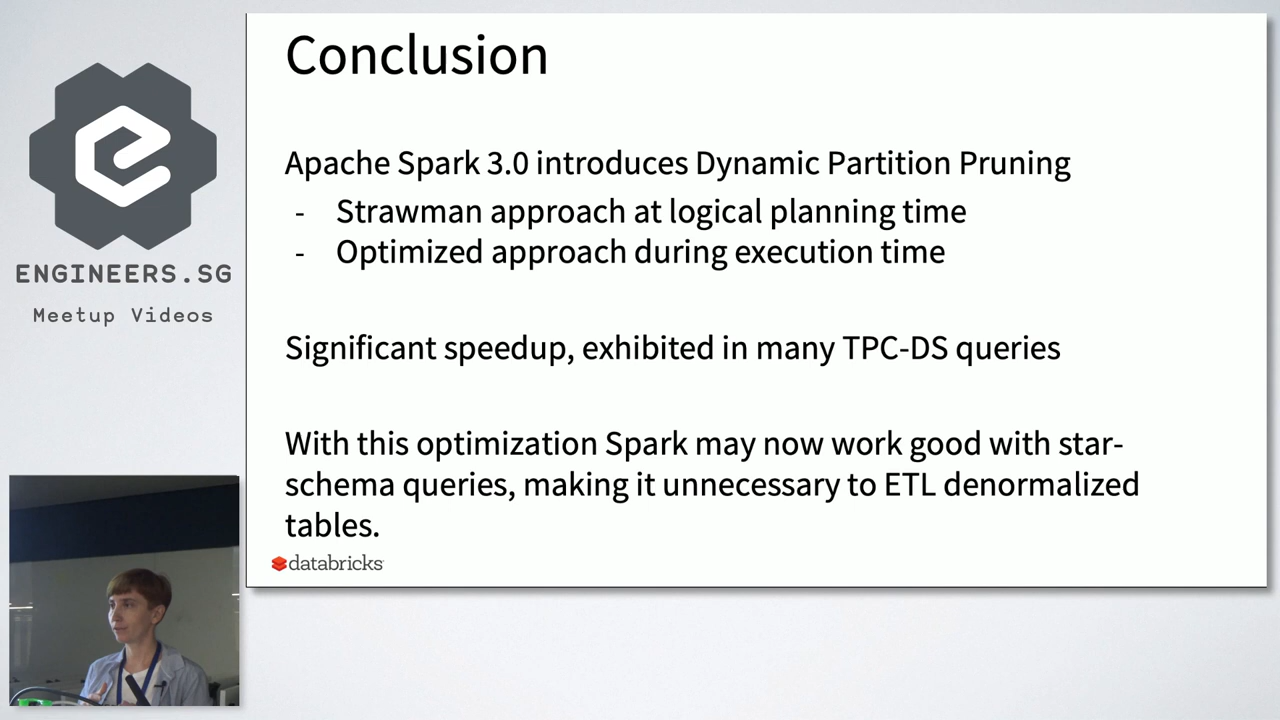 Conclusion
Apache Spark 3.0 introduces Dynamic Partition Pruning
- Strawman approach at logical planning time
- Optimized approach during execution time
Significant speedup, exhibited in many TPC-DS queries
With this optimization Spark may now work good with star-
schema queries, making it unnecessary to ETL denormalized
tables.
databricks
ENGINEERS.SG
Meetup Videos